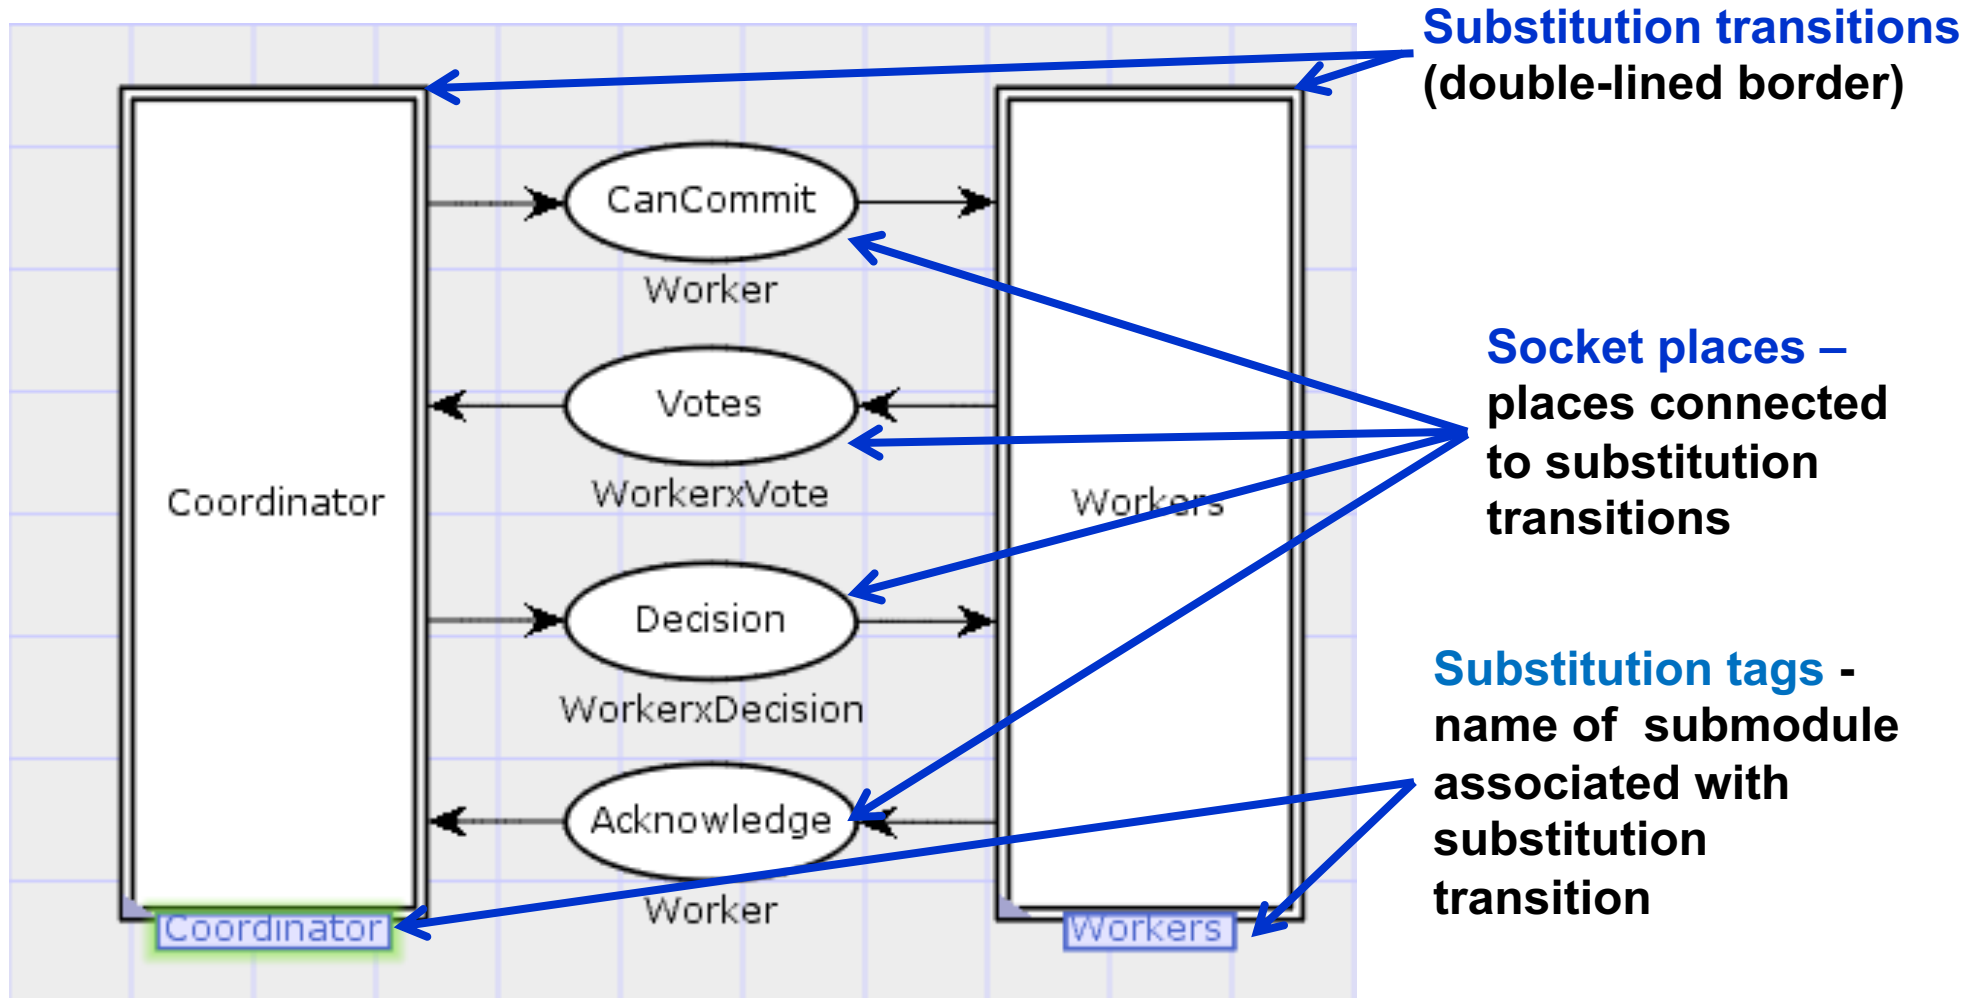 Substitution transitions
(double-lined border)
CanCommit
Worker
Votes
WorkerxVote
Coordinator
Workers
Decision
WorkerxDecision
Acknowledge
Worker
Coordinator
Workers
Socket places –
places connected
to substitution
transitions
Substitution tags -
name of submodule
associated with
substitution
transition